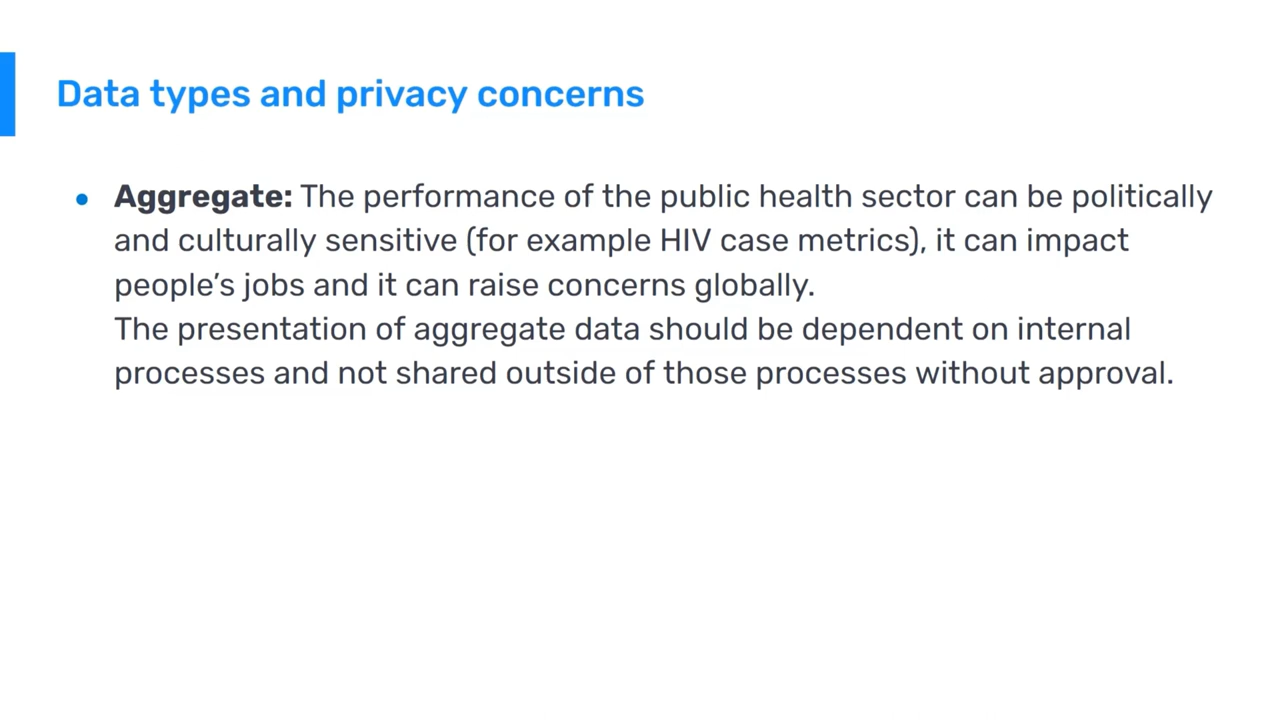 Data types and privacy concerns
• Aggregate: The performance of the public health sector can be politically
and culturally sensitive (for example HIV case metrics), it can impact
people’s jobs and it can raise concerns globally.
The presentation of aggregate data should be dependent on internal
processes and not shared outside of those processes without approval.